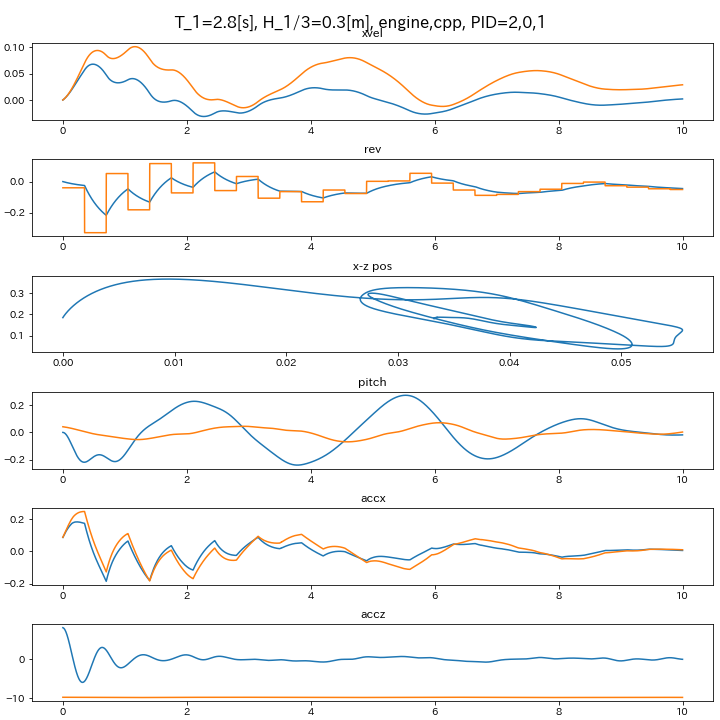 T_1=2.8[s], H_1/3=0.3[m], engine,cpp, PID=2,0,1
xvel
0.10
0.05
0.00
0 2 4 6 8 10
rev
0.0
−0.2
0 2 4 6 8 10
x-z pos
0.3
0.2
0.1
0.00 0.01 0.02 0.03 0.04 0.05
pitch
0.2
0.0
−0.2
0 2 4 6 8 10
accx
0.2
0.0
−0.2
0 2 4 6 8 10
accz
0
−10
0 2 4 6 8 10